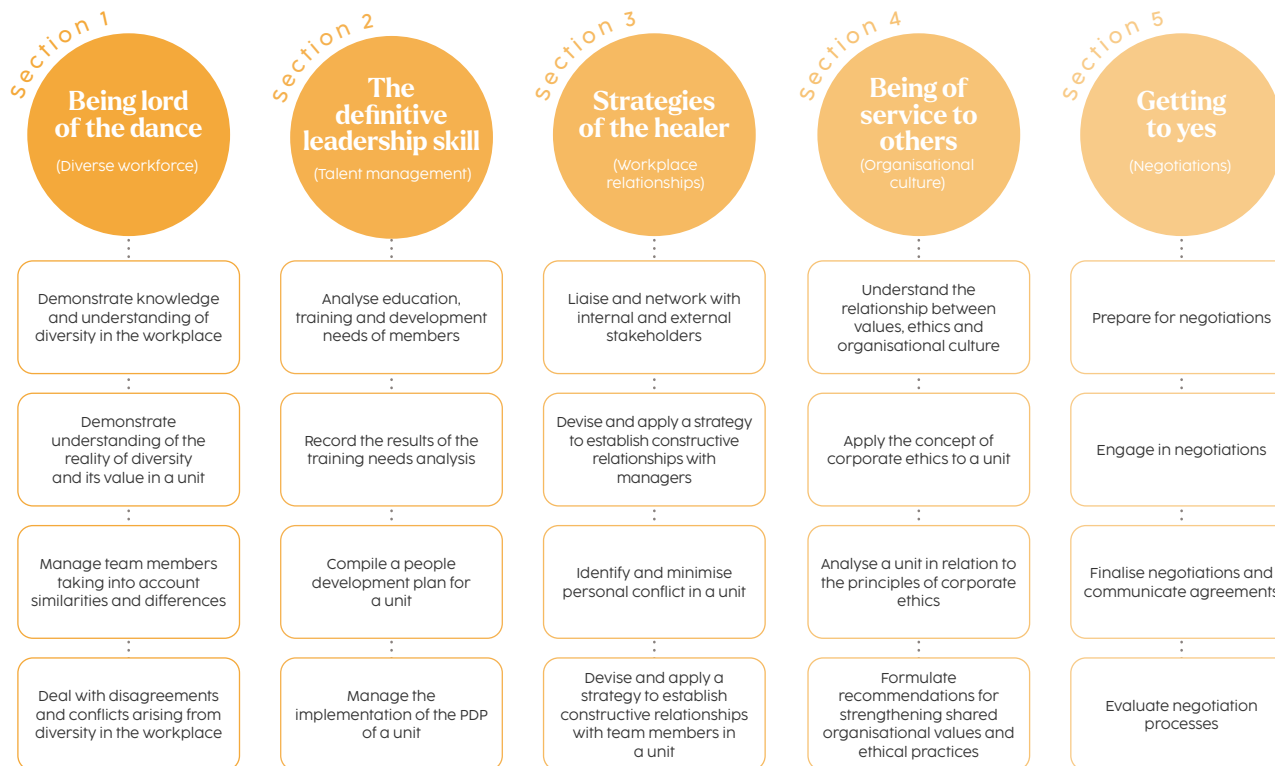 Section 1
Being lord
of the dance
(Diverse workforce)
Demonstrate knowledge
and understanding of
diversity in the workplace
Demonstrate
understanding of the
reality of diversity
and its value in a unit
Manage team members
taking into account
similarities and differences
Deal with disagreements
and conflicts arising from
diversity in the workplace
Section 2
The
definitive
leadership skill
(Talent management)
Analyse education,
training and development
needs of members
Record the results of the
training needs analysis
Compile a people
development plan for
a unit
Manage the
implementation of the PDP
of a unit
Section 3
Strategies
of the healer
(Workplace
relationships)
Liaise and network with
internal and external
stakeholders
Devise and apply a strategy
to establish constructive
relationships with
managers
Identify and minimise
personal conflict in a unit
Devise and apply a
strategy to establish
constructive relationships
with team members in
a unit
Section 4
Being of
service to
others
(Organisational
culture)
Understand the
relationship between
values, ethics and
organisational culture
Apply the concept of
corporate ethics to a unit
Analyse a unit in relation to
the principles of corporate
ethics
Formulate
recommendations for
strengthening shared
organisational values and
ethical practices
Section 5
Getting
to yes
(Negotiations)
Prepare for negotiations
Engage in negotiations
Finalise negotiations and
communicate agreements
Evaluate negotiation
processes